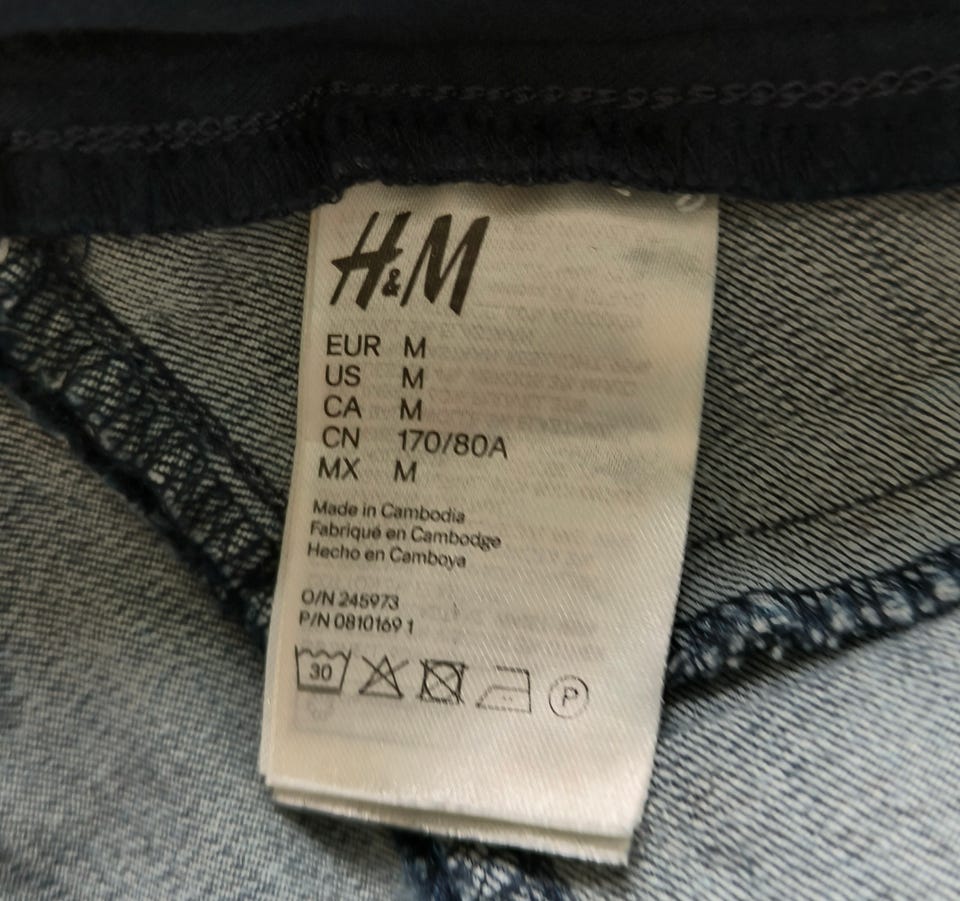 H&M
EUR M
US M
CA M
CN 170/80A
MX M
Made in Cambodia
Fabriqué en Cambodge
Hecho en Camboya
O/N 245973
P/N 0810169 1
30
P